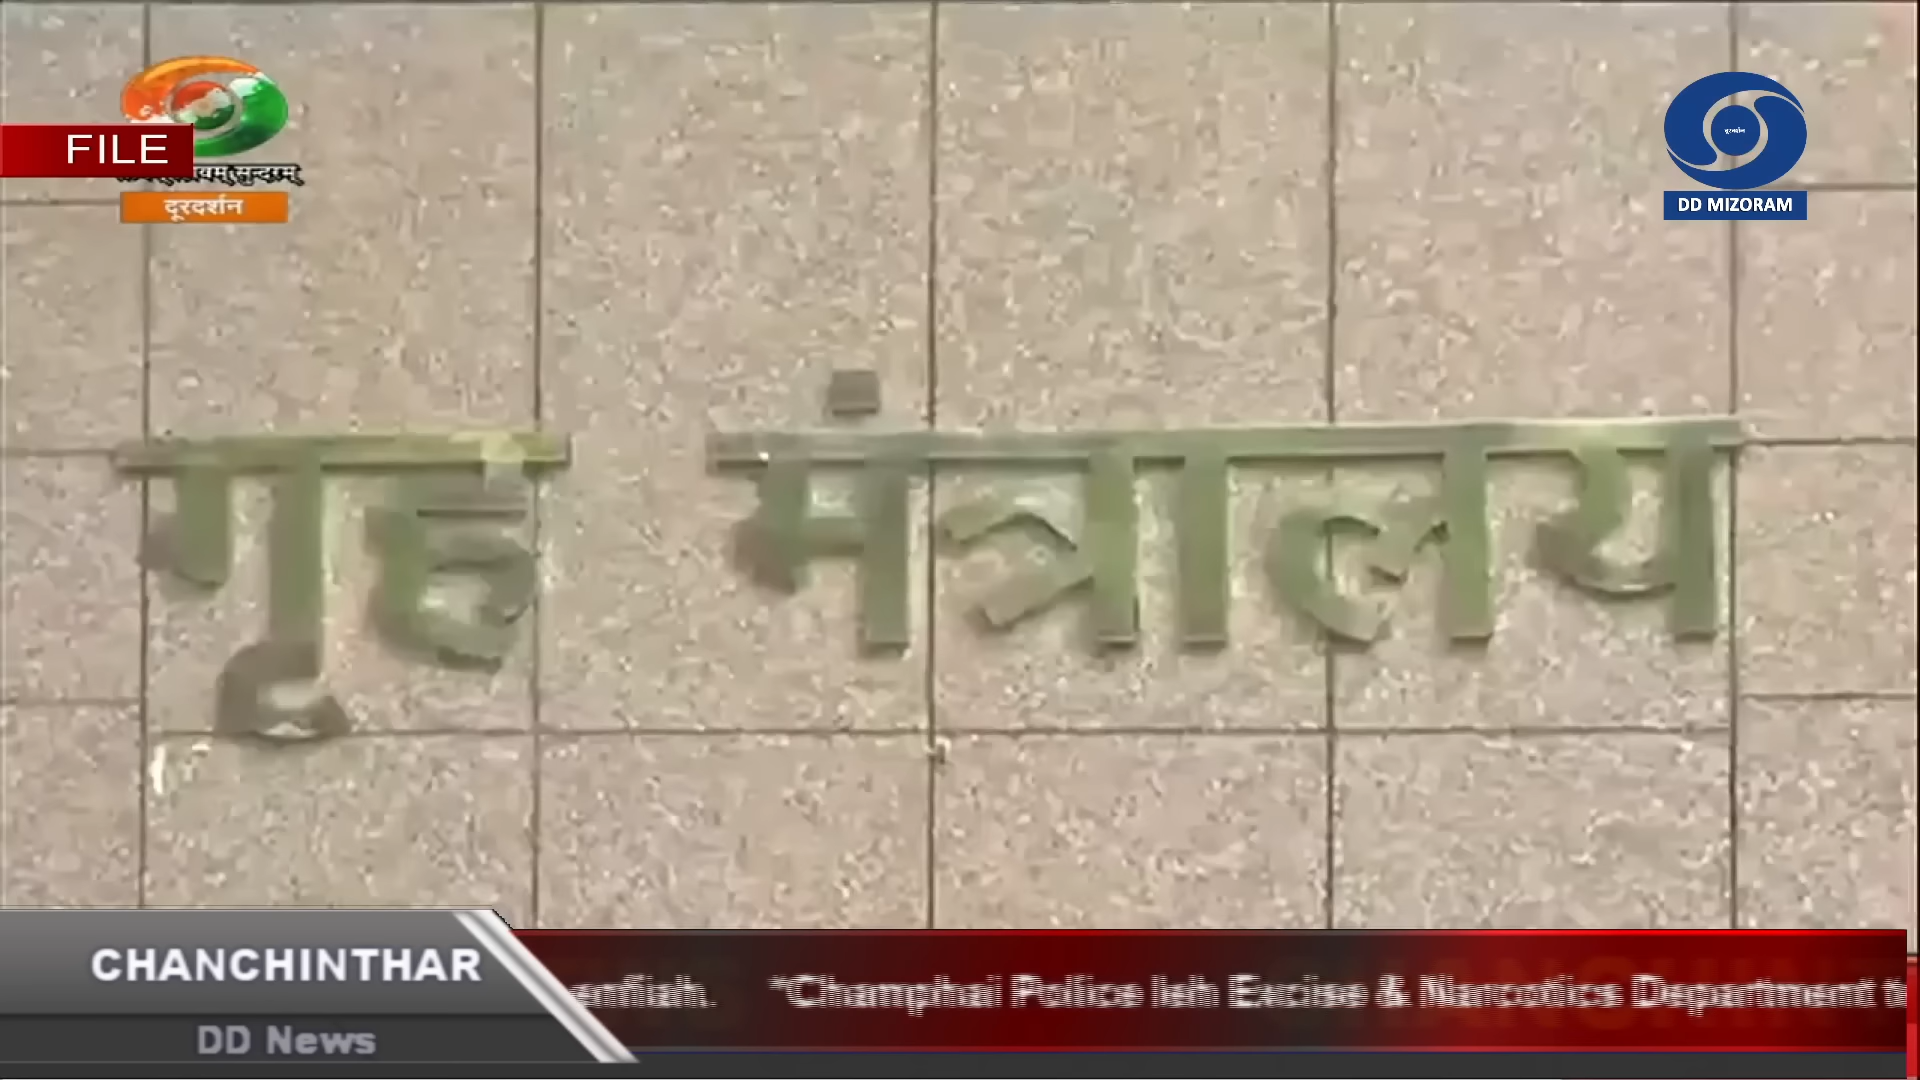 FILE
दूरदर्शन
DD MIZORAM
गृह मंत्रालय
CHANCHINTHAR
DD News
"Champhai Police leh Excise & Narcotics Department